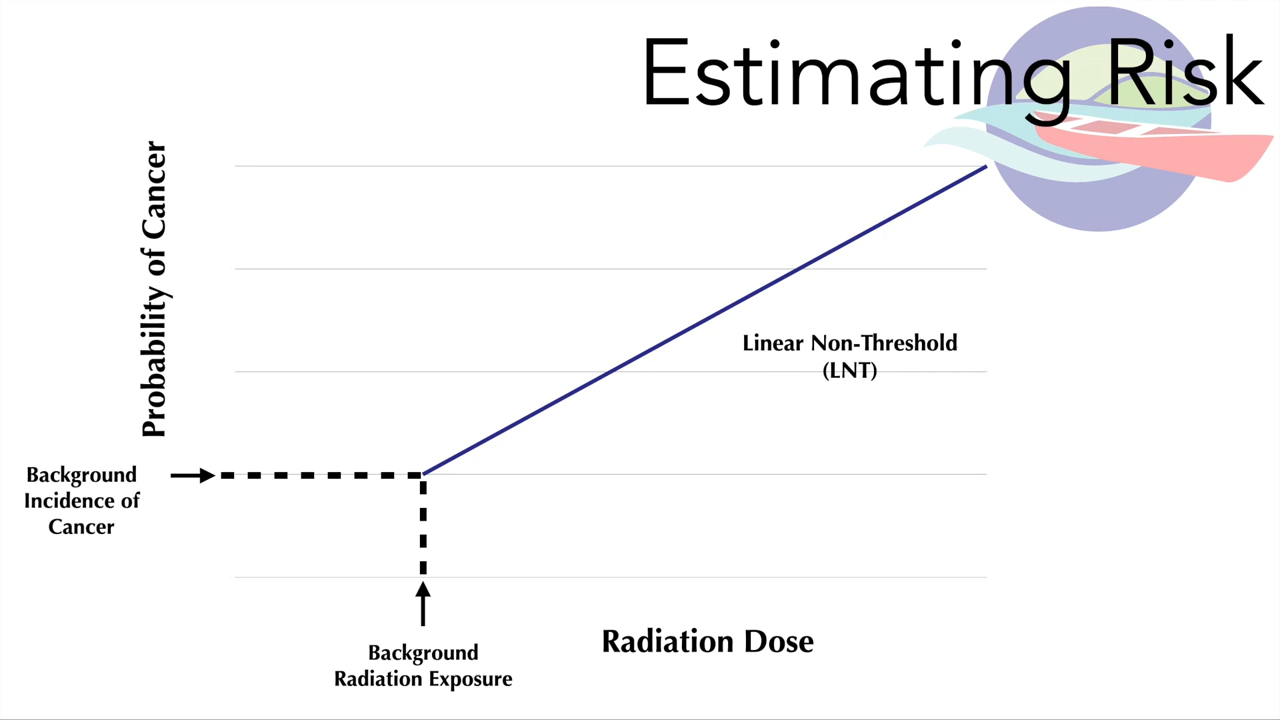 Estimating Risk
Probability of Cancer
Linear Non-Threshold
(LNT)
Background
Incidence of
Cancer
Radiation Dose
Background
Radiation Exposure